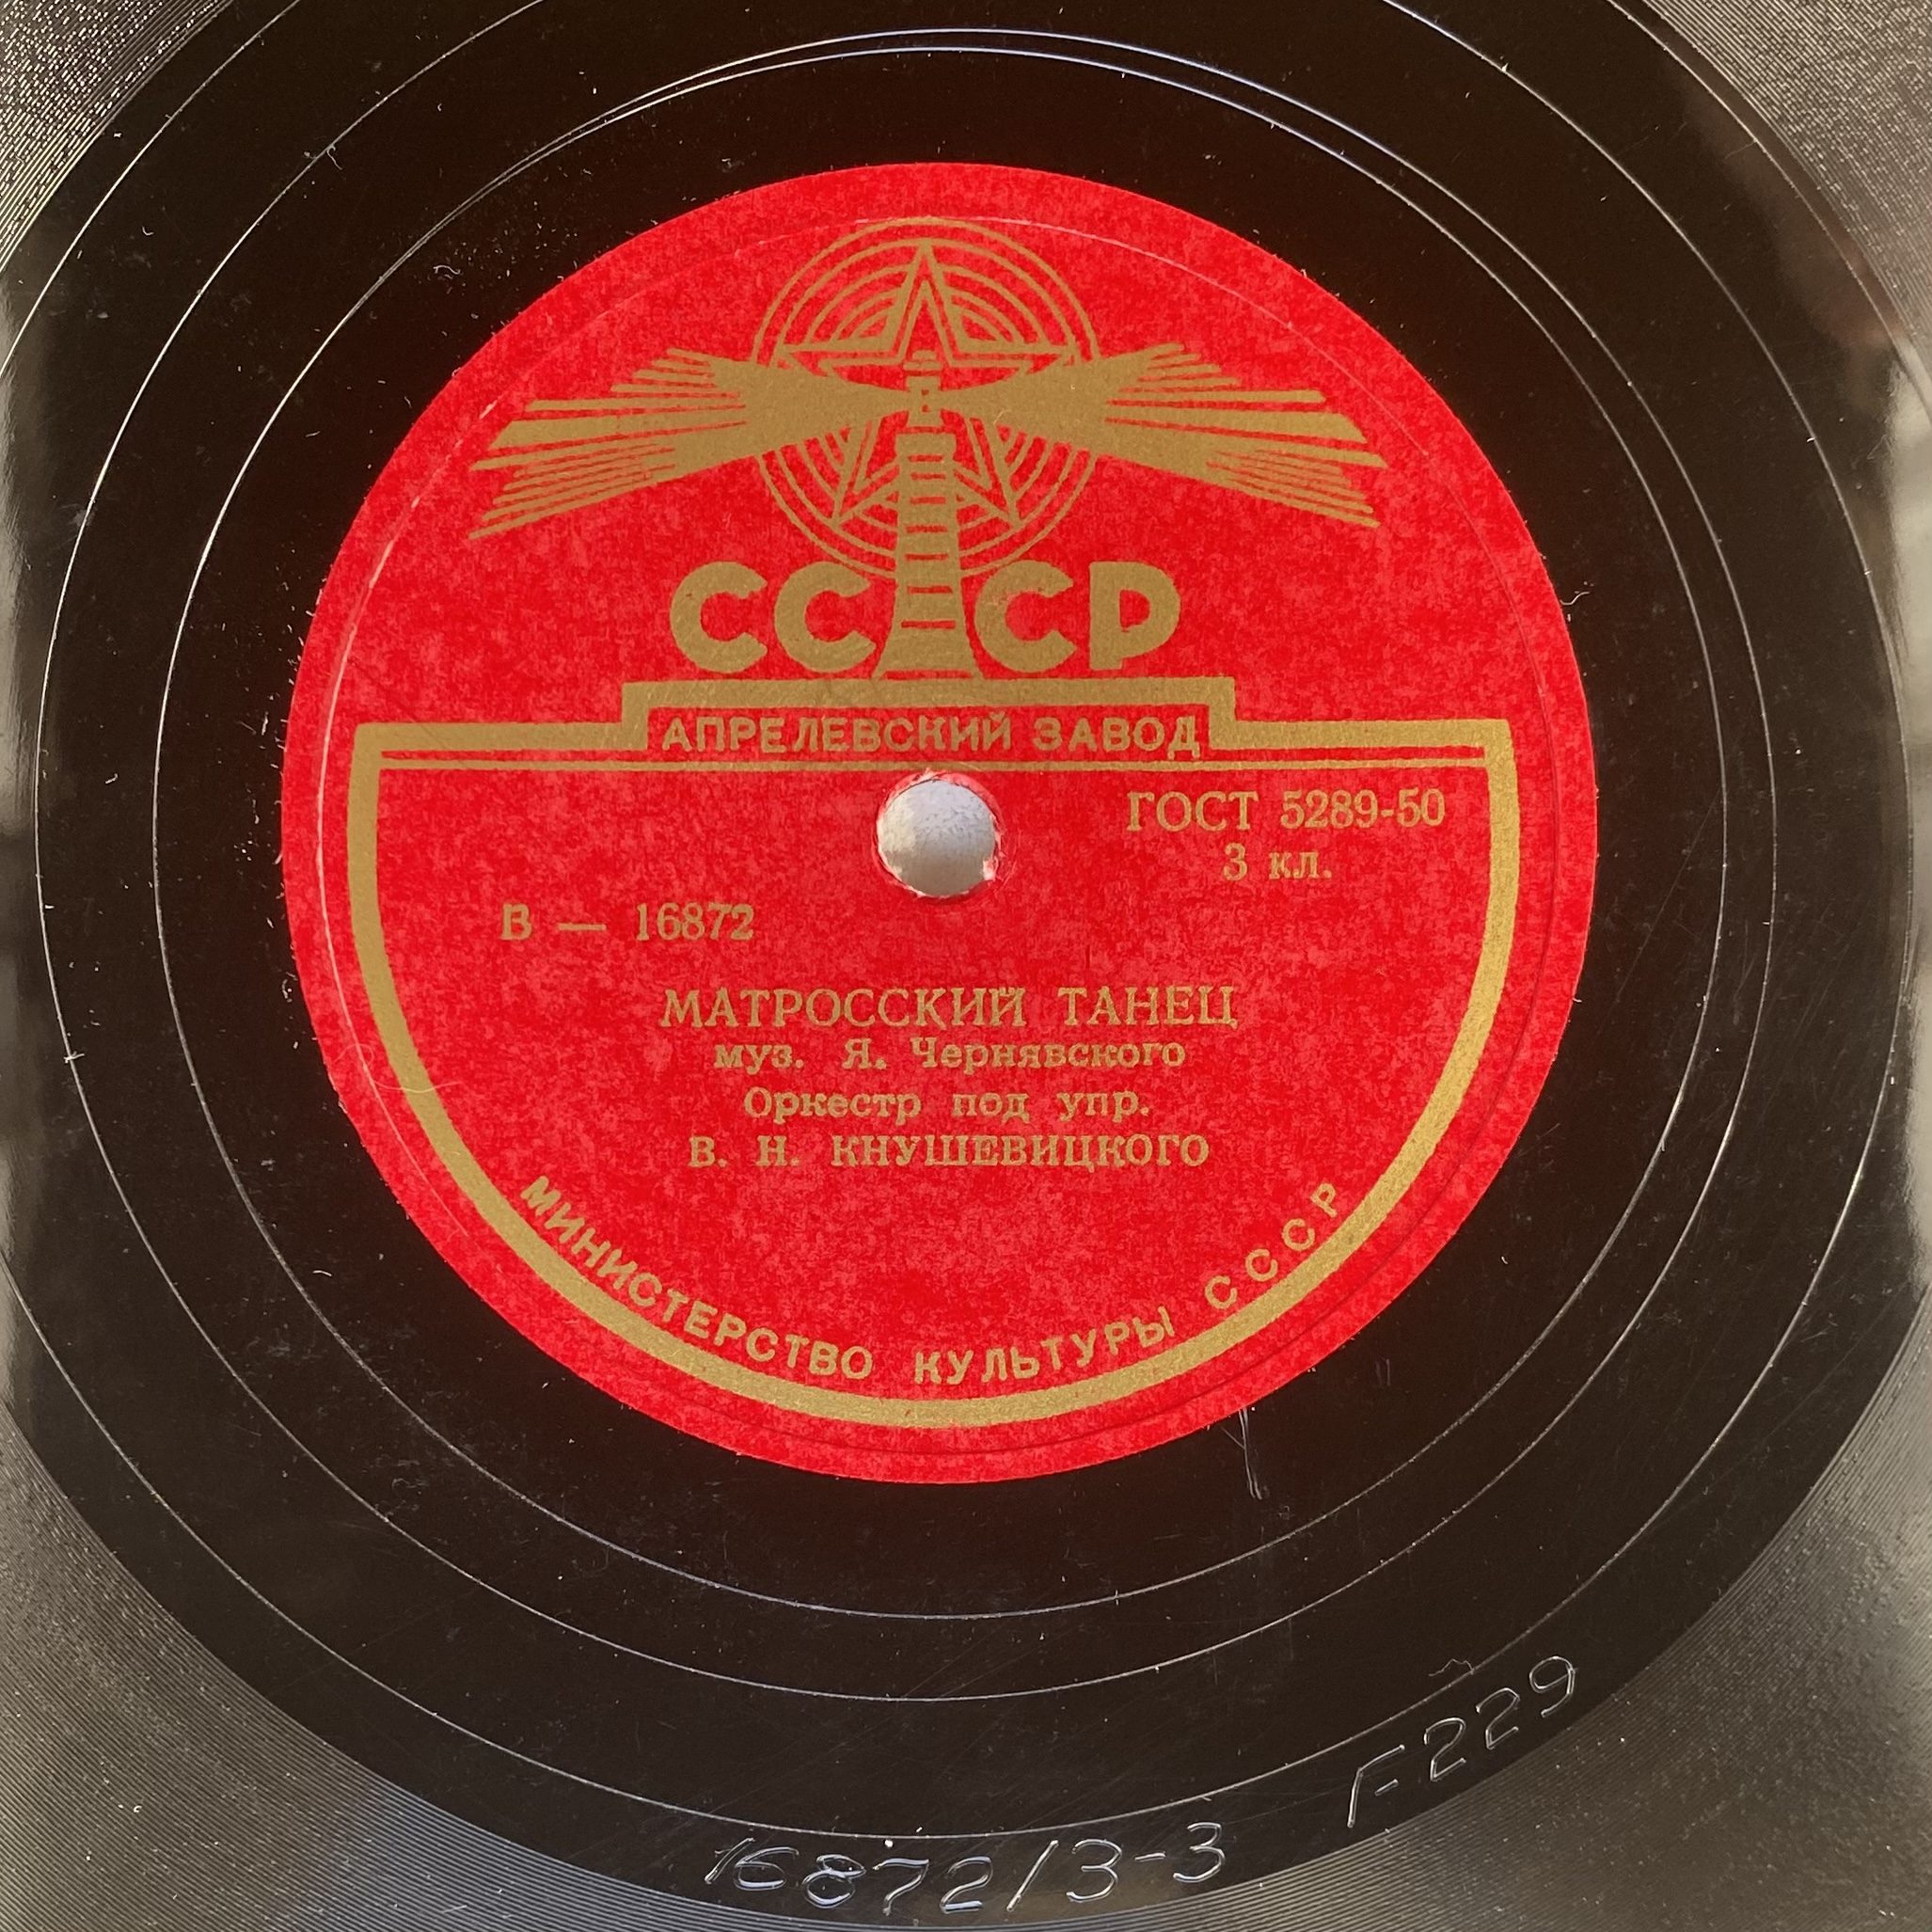 СССР
АПРЕЛЕВСКИЙ ЗАВОД
ГОСТ 5289-50
3 кл.
В — 16872
МАТРОССКИЙ ТАНЕЦ
муз. Я. Чернявского
Оркестр под упр.
В. Н. КНУШЕВИЦКОГО
МИНИСТЕРСТВО КУЛЬТУРЫ СССР
16872/3-3
F-229